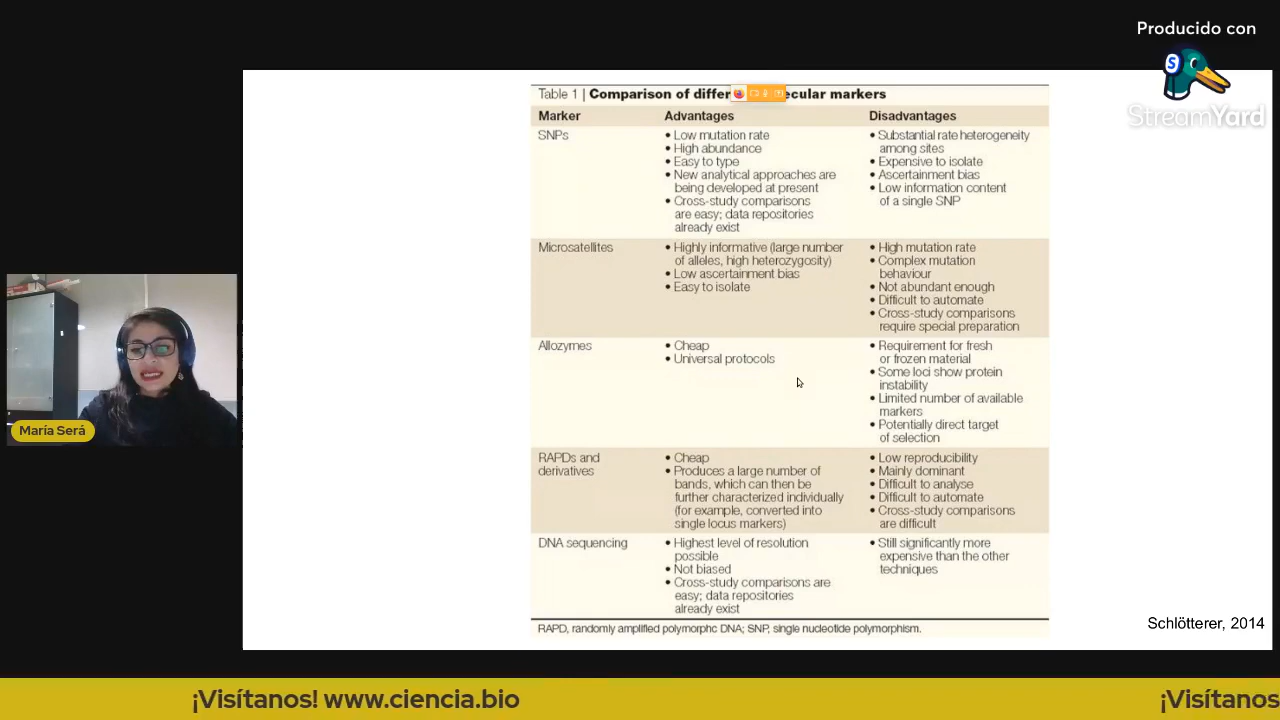 Producido con
StreamYard
Table 1 | Comparison of differ ecular markers
Marker Advantages Disadvantages
SNPs
• Low mutation rate
• High abundance
• Easy to type
• New analytical approaches are
being developed at present
• Cross-study comparisons
are easy; data repositories
already exist
• Substantial rate heterogeneity
among sites
• Expensive to isolate
• Ascertainment bias
• Low information content
of a single SNP
Microsatellites
• Highly informative (large number
of alleles, high heterozygosity)
• Low ascertainment bias
• Easy to isolate
• High mutation rate
• Complex mutation
behaviour
• Not abundant enough
• Difficult to automate
• Cross-study comparisons
require special preparation
Allozymes
• Cheap
• Universal protocols
• Requirement for fresh
or frozen material
• Some loci show protein
instability
• Limited number of available
markers
• Potentially direct target
of selection
RAPDs and
derivatives
• Cheap
• Produces a large number of
bands, which can then be
further characterized individually
(for example, converted into
single locus markers)
• Low reproducibility
• Mainly dominant
• Difficult to analyse
• Difficult to automate
• Cross-study comparisons
are difficult
DNA sequencing
• Highest level of resolution
possible
• Not biased
• Cross-study comparisons are
easy; data repositories
already exist
• Still significantly more
expensive than the other
techniques
RAPD, randomly amplified polymorphc DNA; SNP, single nucleotide polymorphism.
Schlötterer, 2014
María Será
¡Visítanos! www.ciencia.bio
¡Visítanos